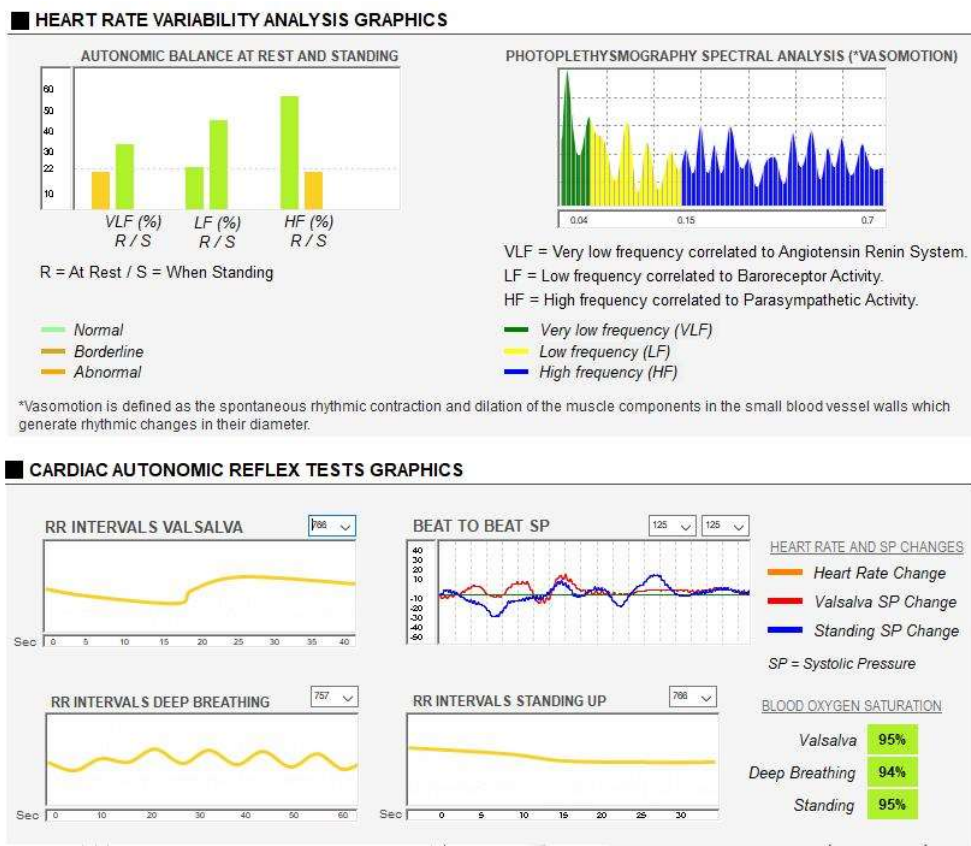 HEART RATE VARIABILITY ANALYSIS GRAPHICS
AUTONOMIC BALANCE AT REST AND STANDING
60
50
40
30
22
10
VLF (%) LF (%) HF (%)
R / S R / S R / S
R = At Rest / S = When Standing
Normal
Borderline
Abnormal
PHOTOPLETHYSMOGRAPHY SPECTRAL ANALYSIS (*VASOMOTION)
0.04 0.15 0.7
VLF = Very low frequency correlated to Angiotensin Renin System.
LF = Low frequency correlated to Baroreceptor Activity.
HF = High frequency correlated to Parasympathetic Activity.
Very low frequency (VLF)
Low frequency (LF)
High frequency (HF)
*Vasomotion is defined as the spontaneous rhythmic contraction and dilation of the muscle components in the small blood vessel walls which
generate rhythmic changes in their diameter.
CARDIAC AUTONOMIC REFLEX TESTS GRAPHICS
RR INTERVALS VALSALVA 766
Sec 0 5 10 15 20 25 30 35 40
BEAT TO BEAT SP 125 125
40
30
20
10
-10
-20
-30
-40
HEART RATE AND SP CHANGES
Heart Rate Change
Valsalva SP Change
Standing SP Change
SP = Systolic Pressure
RR INTERVALS DEEP BREATHING 757
Sec 0 10 20 30 40 50 60
RR INTERVALS STANDING UP 766
Sec 0 5 10 15 20 25 30
BLOOD OXYGEN SATURATION
Valsalva 95%
Deep Breathing 94%
Standing 95%